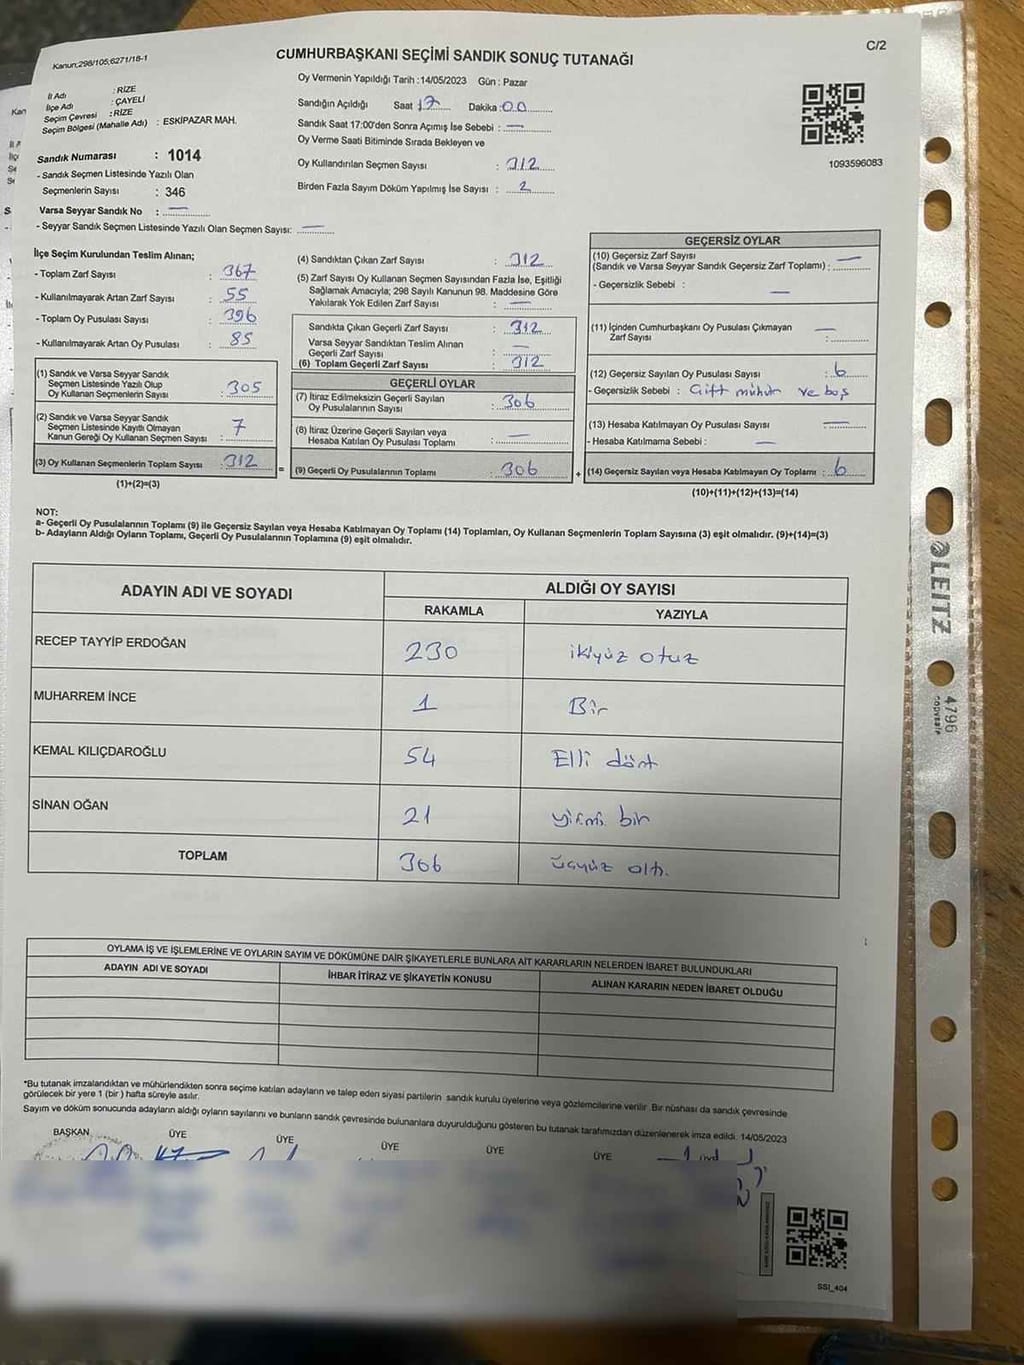 C/2
Kanun;298/105;6271/18-1
CUMHURBAŞKANI SEÇİMİ SANDIK SONUÇ TUTANAĞI
İl Adı : RİZE
İlçe Adı : ÇAYELİ
Seçim Çevresi : RİZE
Seçim Bölgesi (Mahalle Adı) : ESKİPAZAR MAH.
Sandık Numarası : 1014
- Sandık Seçmen Listesinde Yazılı Olan
Seçmenlerin Sayısı : 346
Varsa Seyyar Sandık No : —
- Seyyar Sandık Seçmen Listesinde Yazılı Olan Seçmen Sayısı: —
Oy Vermenin Yapıldığı Tarih : 14/05/2023 Gün : Pazar
Sandığın Açıldığı Saat 17 Dakika : 00
Sandık Saat 17:00'den Sonra Açımış İse Sebebi : —
Oy Verme Saati Bitiminde Sırada Bekleyen ve
Oy Kullandırılan Seçmen Sayısı : 312
Birden Fazla Sayım Döküm Yapılmış İse Sayısı : 2
1093596083
İlçe Seçim Kurulundan Teslim Alınan;
- Toplam Zarf Sayısı : 367
- Kullanılmayarak Artan Zarf Sayısı : 55
- Toplam Oy Pusulası Sayısı : 396
- Kullanılmayarak Artan Oy Pusulası : 85
(1) Sandık ve Varsa Seyyar Sandık
Seçmen Listesinde Yazılı Olup
Oy Kullanan Seçmenlerin Sayısı : 305
(2) Sandık ve Varsa Seyyar Sandık
Seçmen Listesinde Kayıtlı Olmayan
Kanun Gereği Oy Kullanan Seçmen Sayısı : 7
(3) Oy Kullanan Seçmenlerin Toplam Sayısı : 312
(1)+(2)=(3)
(4) Sandıktan Çıkan Zarf Sayısı : 312
(5) Zarf Sayısı Oy Kullanan Seçmen Sayısından Fazla İse, Eşitliği
Sağlamak Amacıyla; 298 Sayılı Kanunun 98. Maddesine Göre
Yakılarak Yok Edilen Zarf Sayısı : —
Sandıkta Çıkan Geçerli Zarf Sayısı : 312
Varsa Seyyar Sandıktan Teslim Alınan
Geçerli Zarf Sayısı : —
(6) Toplam Geçerli Zarf Sayısı : 312
GEÇERLİ OYLAR
(7) İtiraz Edilmeksizin Geçerli Sayılan
Oy Pusulalarının Sayısı : 306
(8) İtiraz Üzerine Geçerli Sayılan veya
Hesaba Katılan Oy Pusulası Toplamı : —
= (9) Geçerli Oy Pusulalarının Toplamı : 306
GEÇERSİZ OYLAR
(10) Geçersiz Zarf Sayısı
(Sandık ve Varsa Seyyar Sandık Geçersiz Zarf Toplamı) : —
- Geçersizlik Sebebi : —
(11) İçinden Cumhurbaşkanı Oy Pusulası Çıkmayan
Zarf Sayısı : —
(12) Geçersiz Sayılan Oy Pusulası Sayısı : 6
- Geçersizlik Sebebi : Çift mühür ve boş
(13) Hesaba Katılmayan Oy Pusulası Sayısı : —
- Hesaba Katılmama Sebebi : —
+ (14) Geçersiz Sayılan veya Hesaba Katılmayan Oy Toplamı : 6
(10)+(11)+(12)+(13)=(14)
NOT:
a- Geçerli Oy Pusulalarının Toplamı (9) ile Geçersiz Sayılan veya Hesaba Katılmayan Oy Toplamı (14) Toplamları, Oy Kullanan Seçmenlerin Toplam Sayısına (3) eşit olmalıdır. (9)+(14)=(3)
b- Adayların Aldığı Oyların Toplamı, Geçerli Oy Pusulalarının Toplamına (9) eşit olmalıdır.
ADAYIN ADI VE SOYADI
ALDIĞI OY SAYISI
RAKAMLA YAZIYLA
RECEP TAYYİP ERDOĞAN 230 ikiyüz otuz
MUHARREM İNCE 1 Bir
KEMAL KILIÇDAROĞLU 54 Elli dört
SİNAN OĞAN 21 yirmi bir
TOPLAM 306 üçyüz altı
OYLAMA İŞ VE İŞLEMLERİNE VE OYLARIN SAYIM VE DÖKÜMÜNE DAİR ŞİKAYETLERLE BUNLARA AİT KARARLARIN NELERDEN İBARET BULUNDUKLARI
ADAYIN ADI VE SOYADI İHBAR İTİRAZ VE ŞİKAYETİN KONUSU ALINAN KARARIN NEDEN İBARET OLDUĞU
*Bu tutanak imzalandıktan ve mühürlendikten sonra seçime katılan adayların ve talep eden siyasi partilerin sandık kurulu üyelerine veya gözlemcilerine verilir. Bir nüshası da sandık çevresinde
görülecek bir yere 1 (bir) hafta süreyle asılır.
Sayım ve döküm sonucunda adayların aldığı oyların sayılarını ve bunların sandık çevresinde bulunanlara duyurulduğunu gösteren bu tutanak tarafımızdan düzenlenerek imza edildi. 14/05/2023
BAŞKAN ÜYE ÜYE ÜYE ÜYE ÜYE
SSI_404
LEITZ
4796
copysafe